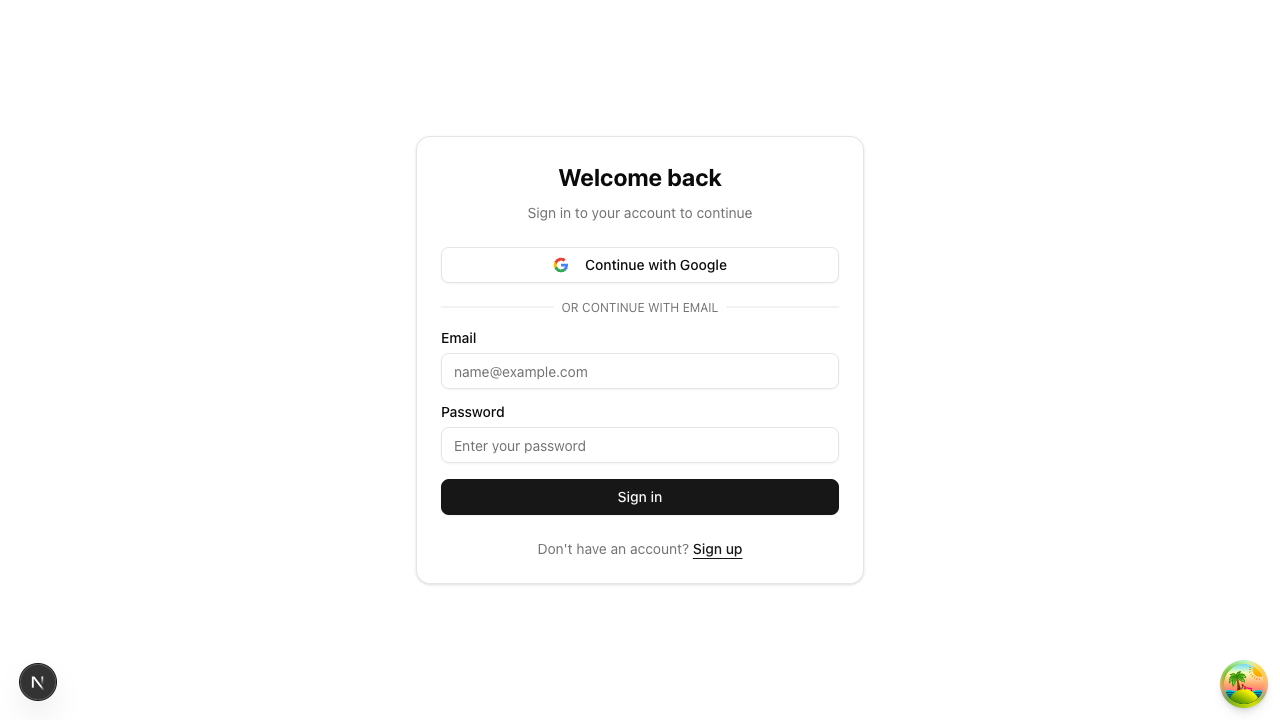 Welcome back
Sign in to your account to continue
Continue with Google
OR CONTINUE WITH EMAIL
Email
name@example.com
Password
Enter your password
Sign in
Don't have an account? Sign up
N